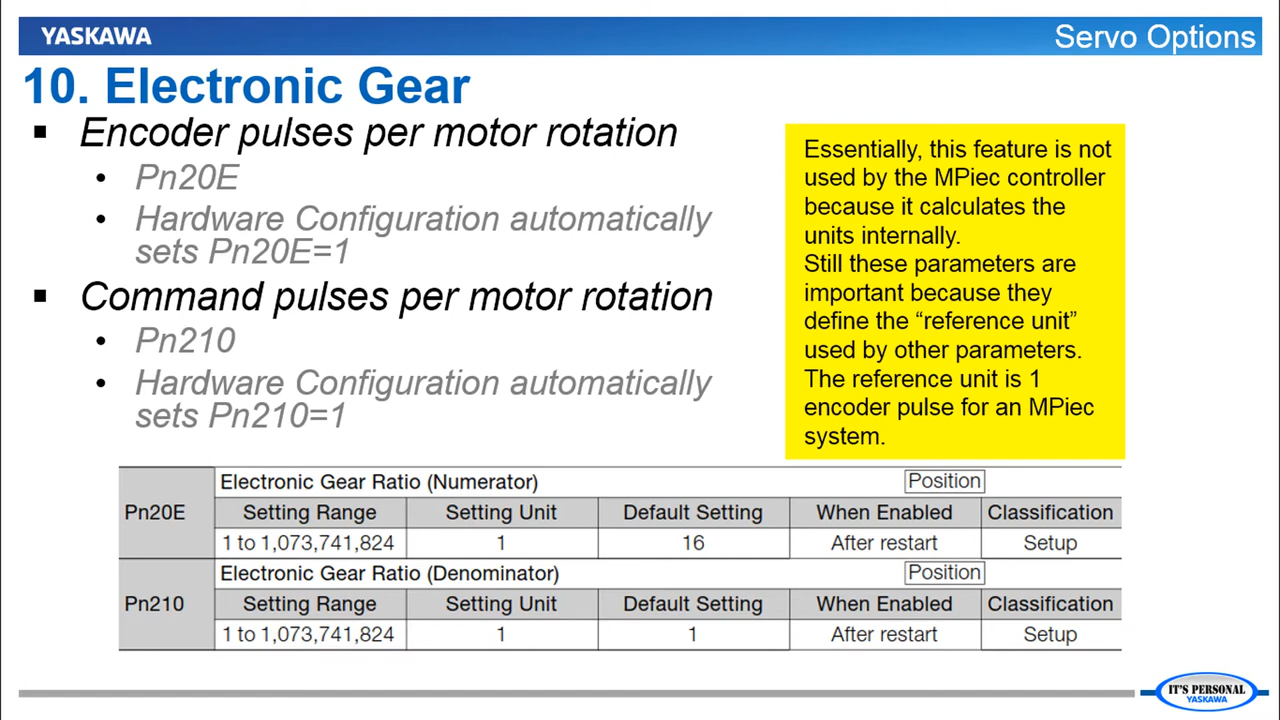 YASKAWA
Servo Options
10. Electronic Gear
▪ Encoder pulses per motor rotation
• Pn20E
• Hardware Configuration automatically
sets Pn20E=1
▪ Command pulses per motor rotation
• Pn210
• Hardware Configuration automatically
sets Pn210=1
Essentially, this feature is not
used by the MPiec controller
because it calculates the
units internally.
Still these parameters are
important because they
define the “reference unit”
used by other parameters.
The reference unit is 1
encoder pulse for an MPiec
system.
Pn20E
Electronic Gear Ratio (Numerator) Position
Setting Range Setting Unit Default Setting When Enabled Classification
1 to 1,073,741,824 1 16 After restart Setup
Pn210
Electronic Gear Ratio (Denominator) Position
Setting Range Setting Unit Default Setting When Enabled Classification
1 to 1,073,741,824 1 1 After restart Setup
IT'S PERSONAL
YASKAWA